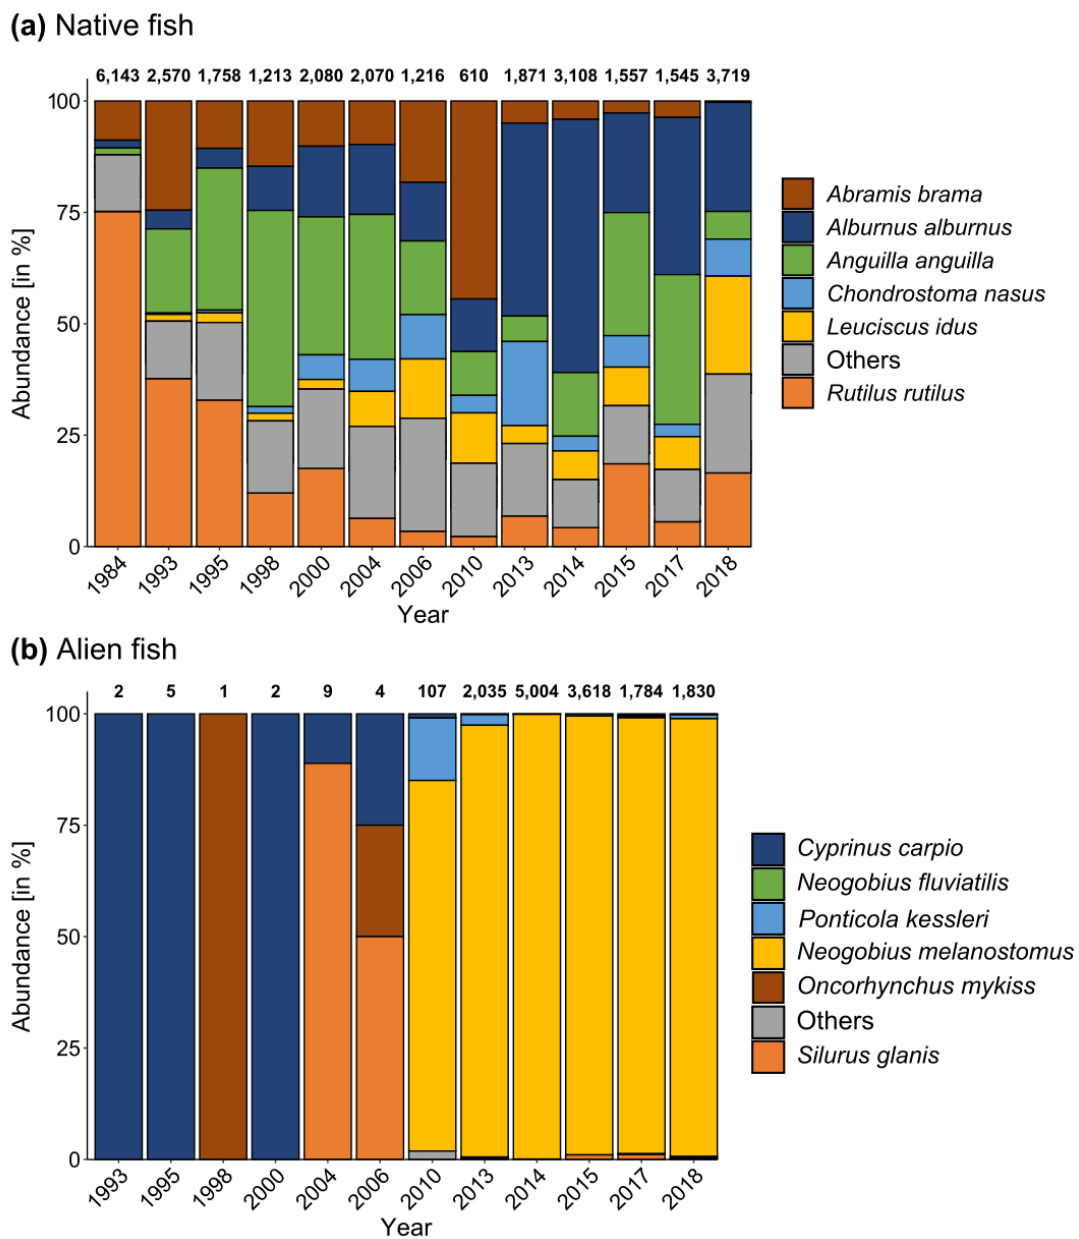 (a) Native fish
6,143 2,570 1,758 1,213 2,080 2,070 1,216 610 1,871 3,108 1,557 1,545 3,719
100
75
50
25
0
Abundance [in %]
1984 1993 1995 1998 2000 2004 2006 2010 2013 2014 2015 2017 2018
Year
Abramis brama
Alburnus alburnus
Anguilla anguilla
Chondrostoma nasus
Leuciscus idus
Others
Rutilus rutilus
(b) Alien fish
2 5 1 2 9 4 107 2,035 5,004 3,618 1,784 1,830
100
75
50
25
0
Abundance [in %]
1993 1995 1998 2000 2004 2006 2010 2013 2014 2015 2017 2018
Year
Cyprinus carpio
Neogobius fluviatilis
Ponticola kessleri
Neogobius melanostomus
Oncorhynchus mykiss
Others
Silurus glanis